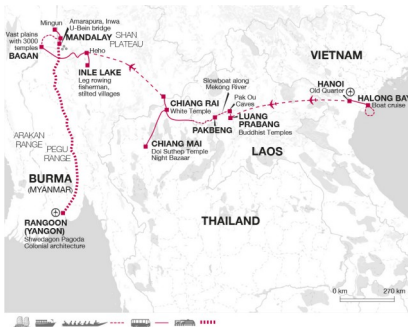 Mingun
Amarapura, Inwa
U-Bein bridge
MANDALAY
SHAN
PLATEAU
Vast plains
with 3000
temples
BAGAN
Heho
INLE LAKE
Leg rowing
fisherman,
stilted villages
VIETNAM
Slowboat along
Mekong River
HANOI
Old Quarter
HALONG BAY
Boat cruise
CHIANG RAI
White Temple
Pak Ou
Caves
LUANG
PRABANG
Buddhist Temples
PAKBENG
CHIANG MAI
Doi Suthep Temple
Night Bazaar
LAOS
ARAKAN
RANGE
PEGU
RANGE
BURMA
(MYANMAR)
RANGOON
(YANGON)
Shwedagon Pagoda
Colonial architecture
THAILAND
0 km
270 km